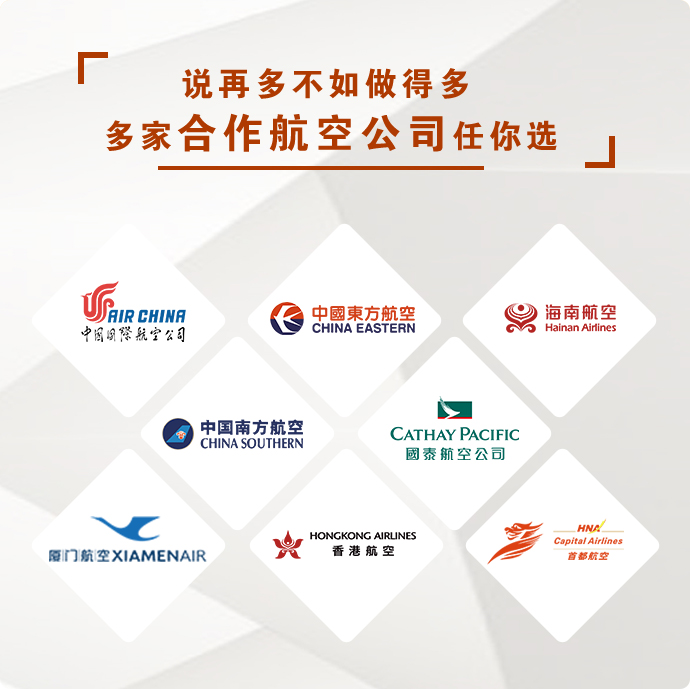 说再多不如做得多
多家合作航空公司任你选
AIR CHINA
中国国际航空公司
中國東方航空
CHINA EASTERN
海南航空
Hainan Airlines
中国南方航空
CHINA SOUTHERN
CATHAY PACIFIC
國泰航空公司
厦门航空XIAMENAIR
HONGKONG AIRLINES
香港航空
HNA
Capital Airlines
首都航空